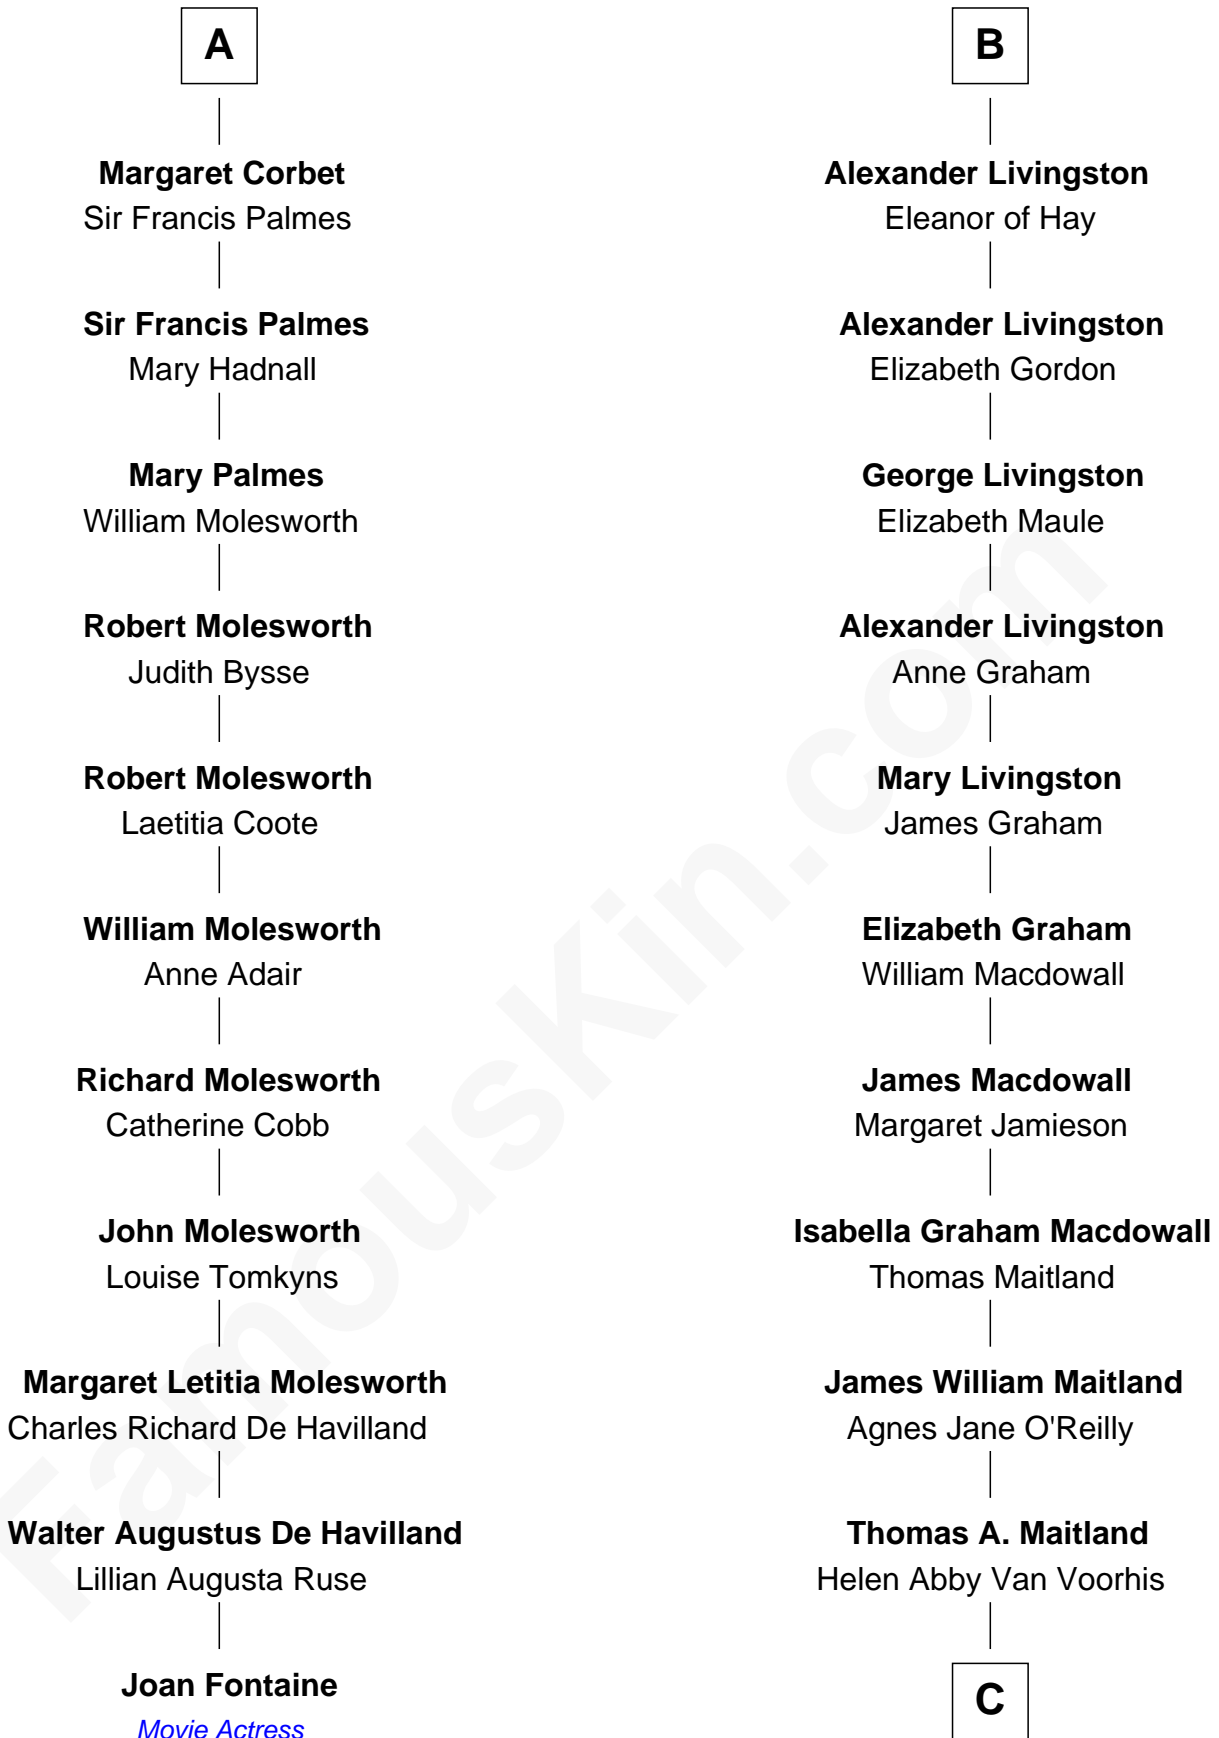 A
Margaret Corbet
Sir Francis Palmes
Sir Francis Palmes
Mary Hadnall
Mary Palmes
William Molesworth
Robert Molesworth
Judith Bysse
Robert Molesworth
Laetitia Coote
William Molesworth
Anne Adair
Richard Molesworth
Catherine Cobb
John Molesworth
Louise Tomkyns
Margaret Letitia Molesworth
Charles Richard De Havilland
Walter Augustus De Havilland
Lillian Augusta Ruse
Joan Fontaine
Movie Actress
B
Alexander Livingston
Eleanor of Hay
Alexander Livingston
Elizabeth Gordon
George Livingston
Elizabeth Maule
Alexander Livingston
Anne Graham
Mary Livingston
James Graham
Elizabeth Graham
William Macdowall
James Macdowall
Margaret Jamieson
Isabella Graham Macdowall
Thomas Maitland
James William Maitland
Agnes Jane O'Reilly
Thomas A. Maitland
Helen Abby Van Voorhis
C
FamousKin.com